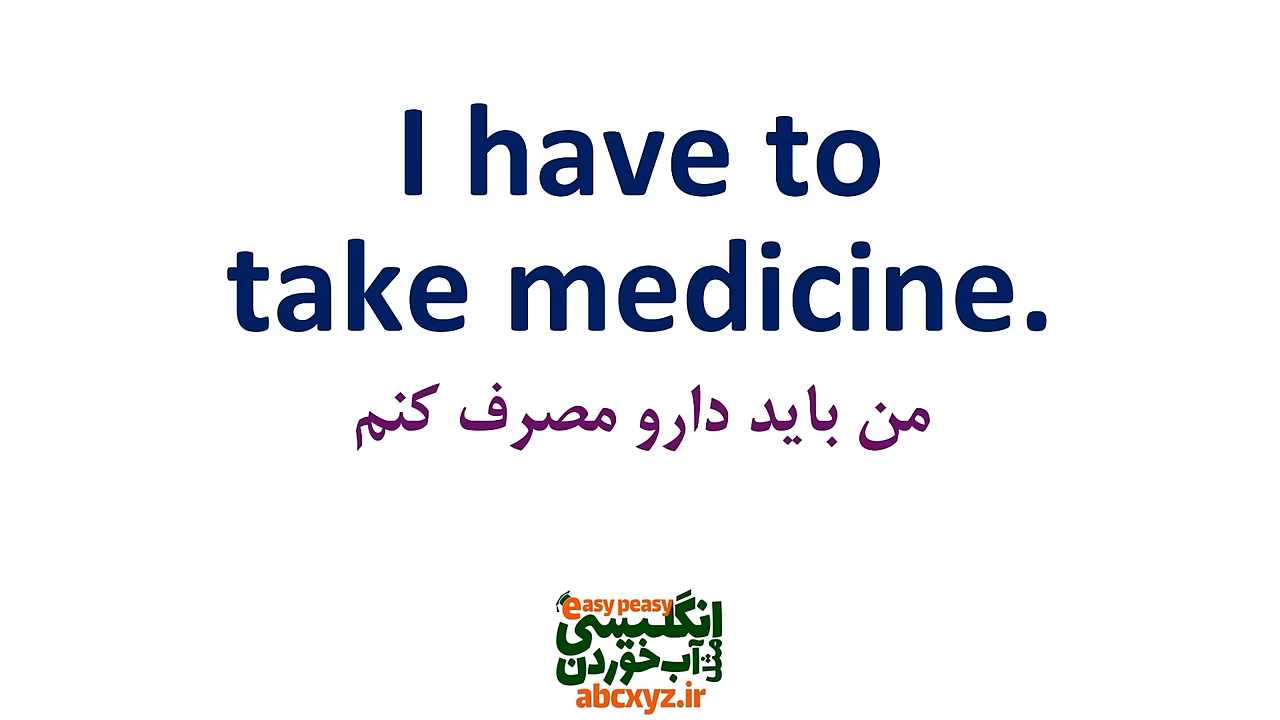 I have to
take medicine.
من باید دارو مصرف کنم
easy peasy
انگلیسی
مثل آب خوردن
abcxyz.ir